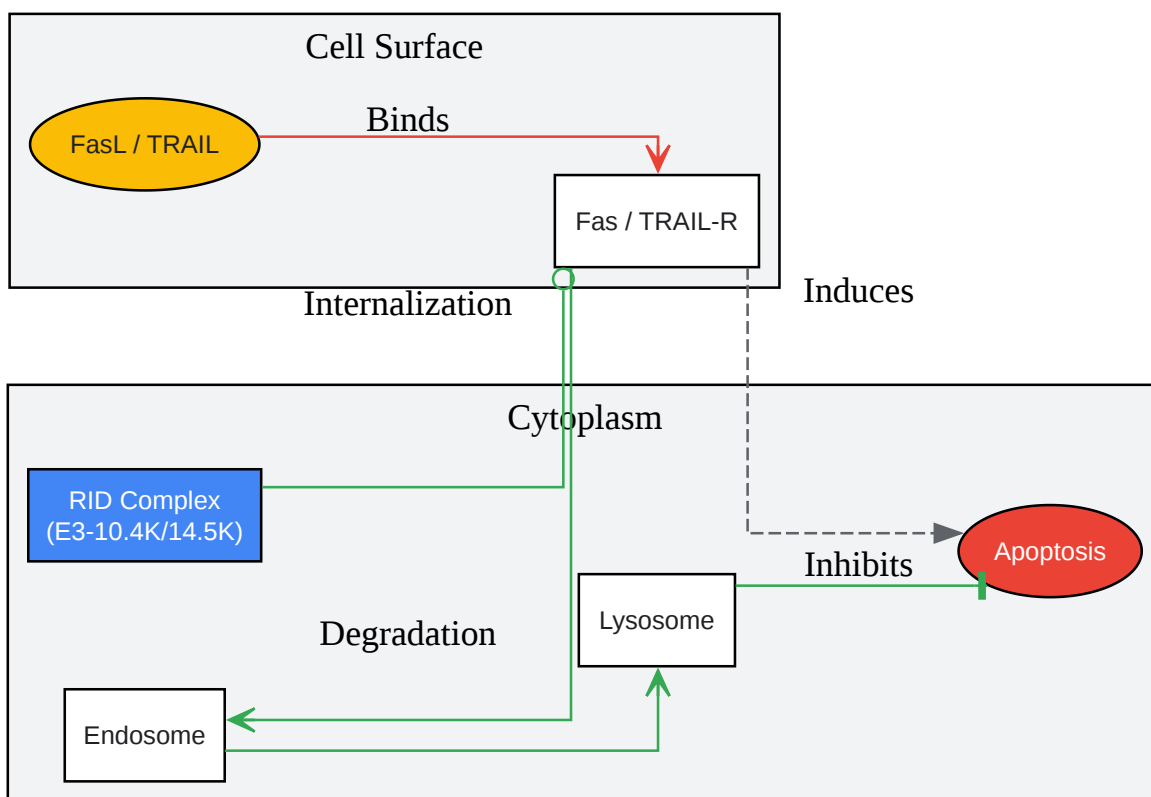 Cell Surface
FasL / TRAIL
Binds
Fas / TRAIL-R
Internalization
Induces
Cytoplasm
RID Complex
(E3-10.4K/14.5K)
Apoptosis
Inhibits
Lysosome
Degradation
Endosome